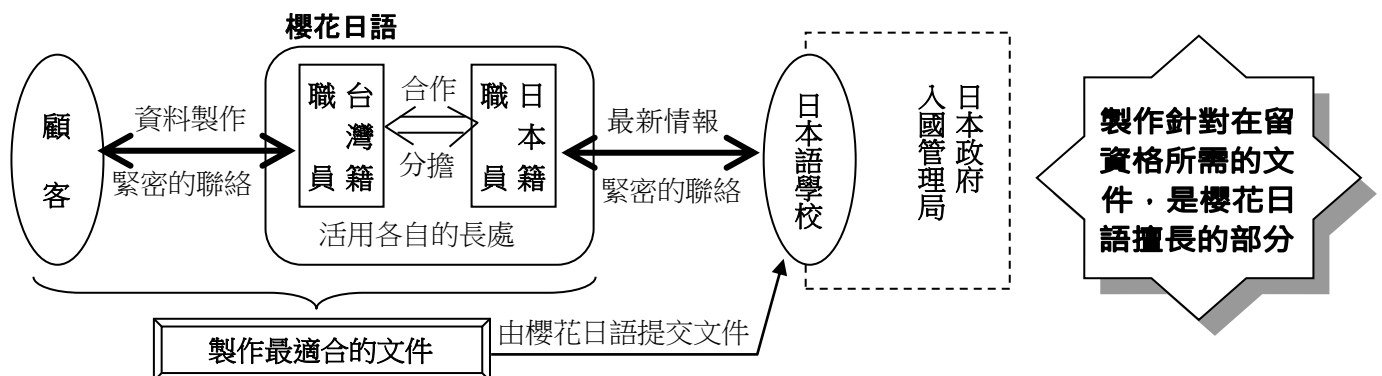 櫻花日語
顧客
資料製作
緊密的聯絡
台灣籍
職員
合作
分擔
日本籍
職員
活用各自的長處
最新情報
緊密的聯絡
日本語學校
日本政府
入國管理局
製作針對在留
資格所需的文
件，是櫻花日
語擅長的部分
製作最適合的文件
由櫻花日語提交文件